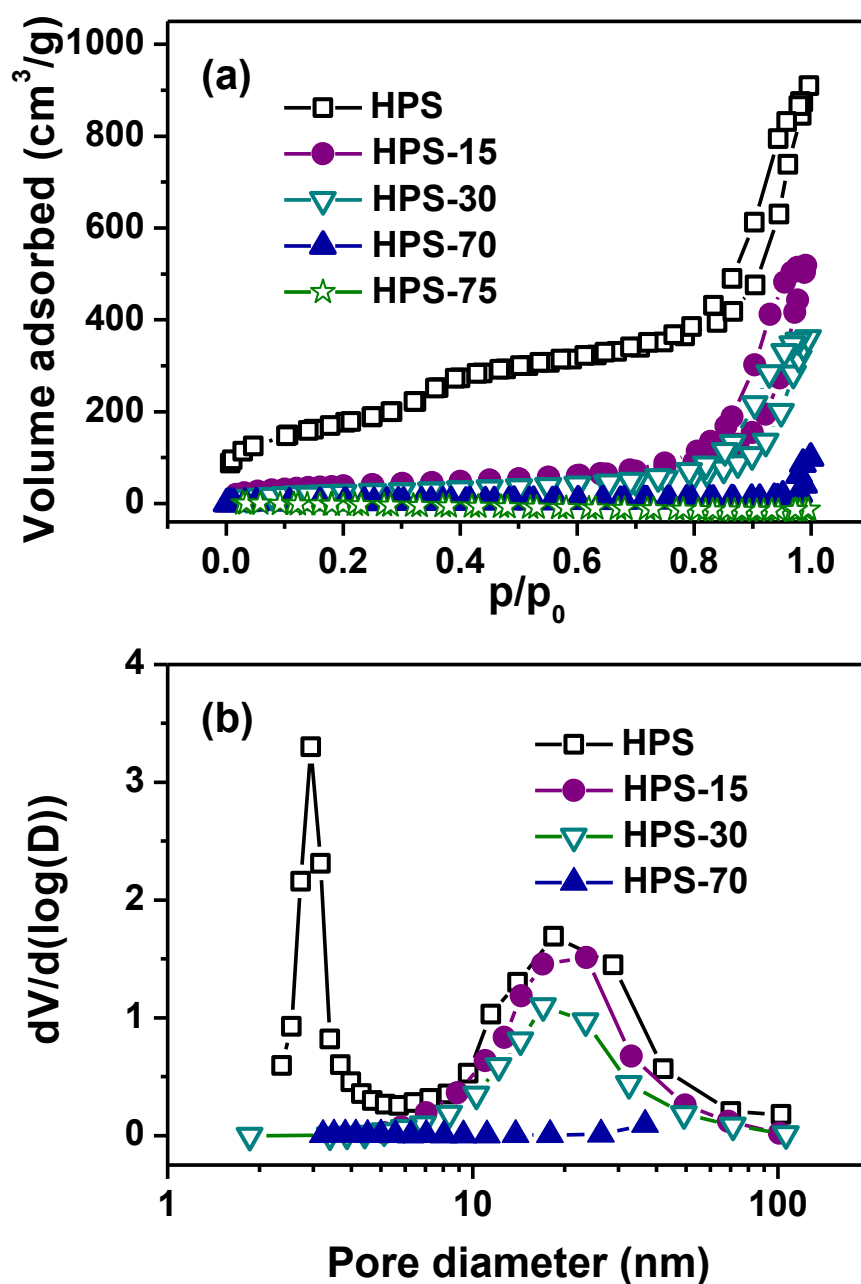 (a)
HPS
HPS-15
HPS-30
HPS-70
HPS-75
Volume adsorbed (cm³/g)
1000
800
600
400
200
0
0.0 0.2 0.4 0.6 0.8 1.0
p/p₀
(b)
HPS
HPS-15
HPS-30
HPS-70
dV/d(log(D))
4
3
2
1
0
1 10 100
Pore diameter (nm)